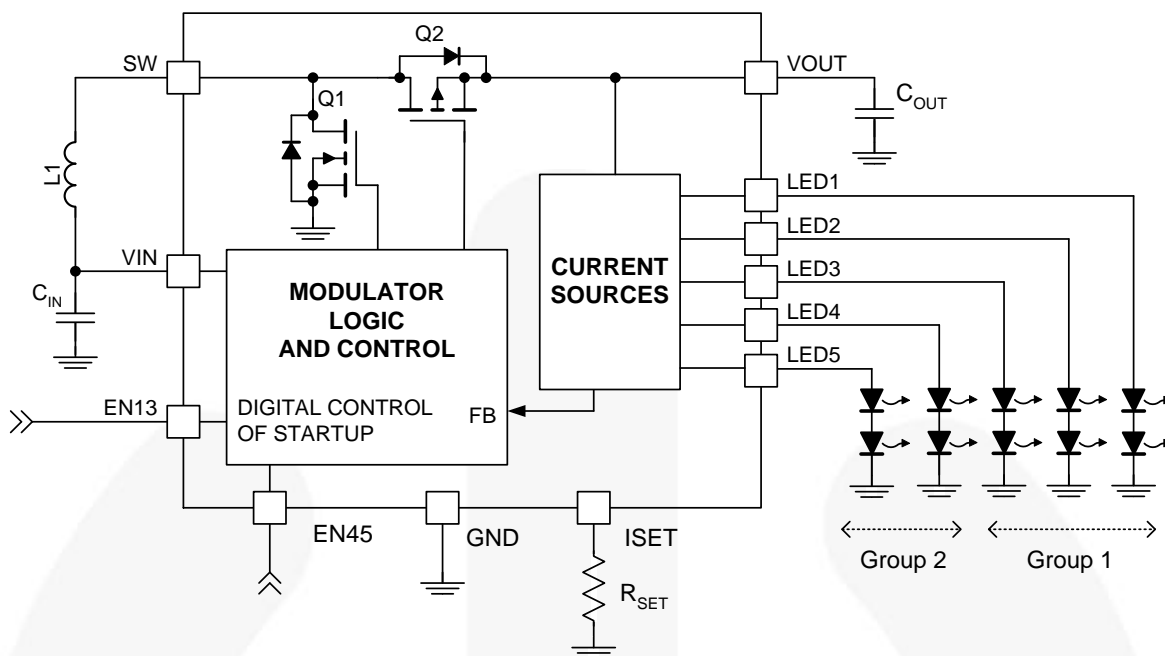 Q2
SW
VOUT
Q1
COUT
L1
LED1
LED2
VIN
CURRENT
SOURCES
LED3
CIN
MODULATOR
LOGIC
AND CONTROL
LED4
LED5
EN13
DIGITAL CONTROL
OF STARTUP
FB
EN45
GND
ISET
Group 2
Group 1
RSET